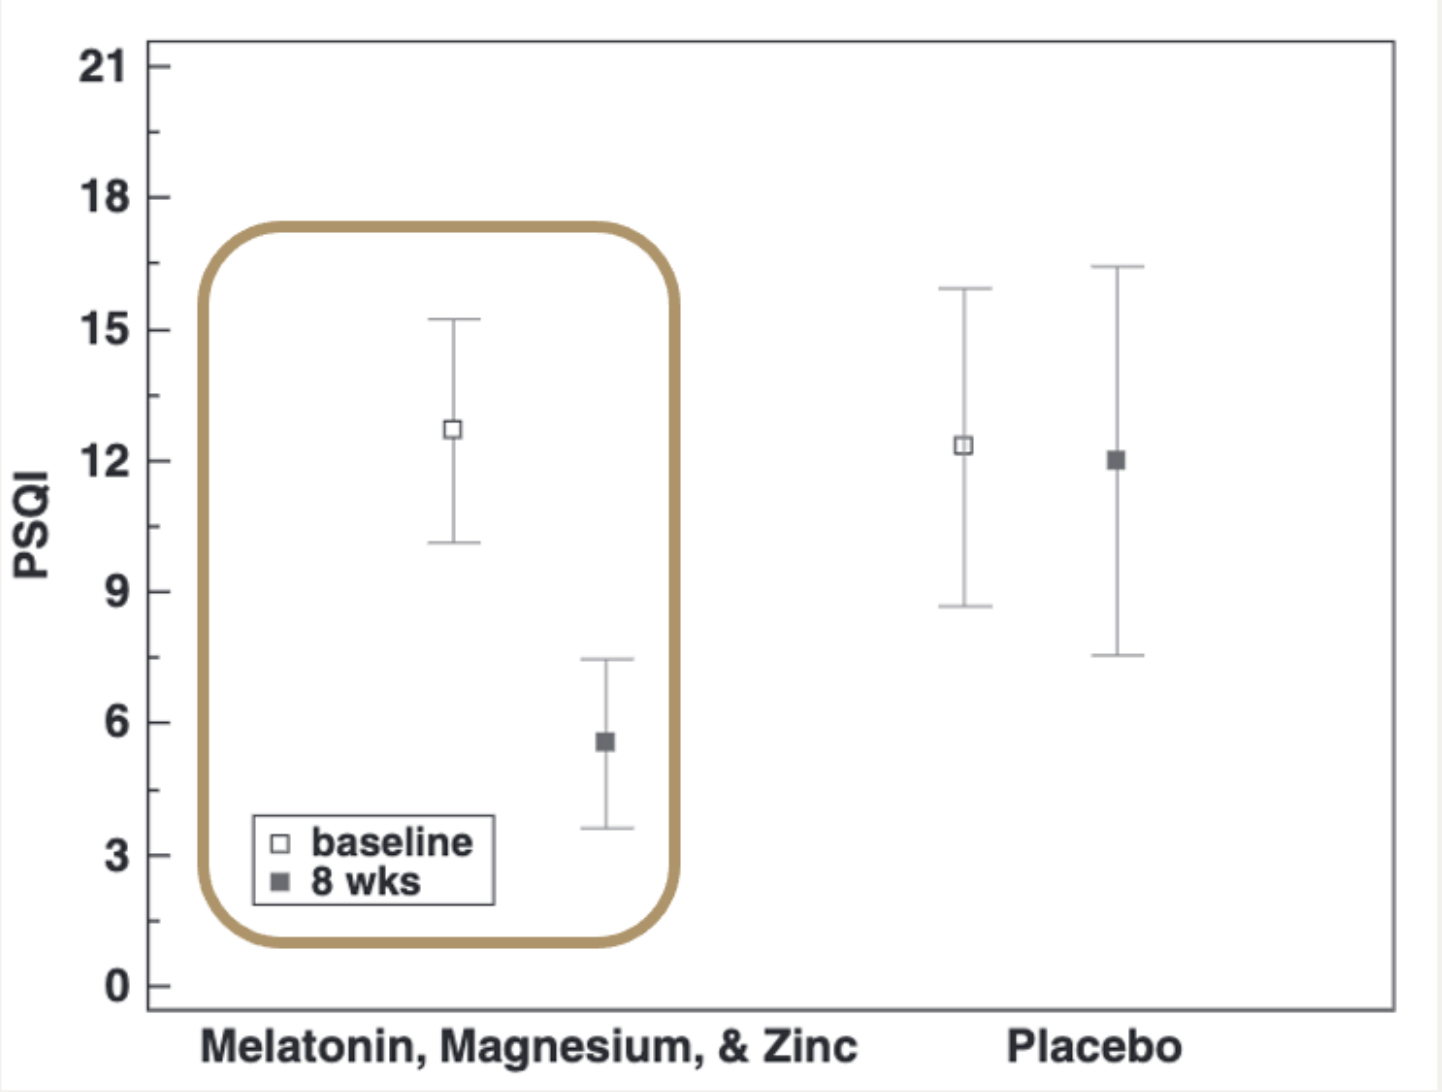 21
18
15
12
9
6
3
0
PSQI
baseline
8 wks
Melatonin, Magnesium, & Zinc
Placebo